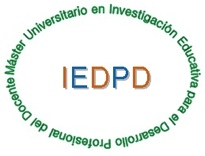 Máster Universitario en Investigación Educativa para el Desarrollo Profesional del Docente
IEDPD